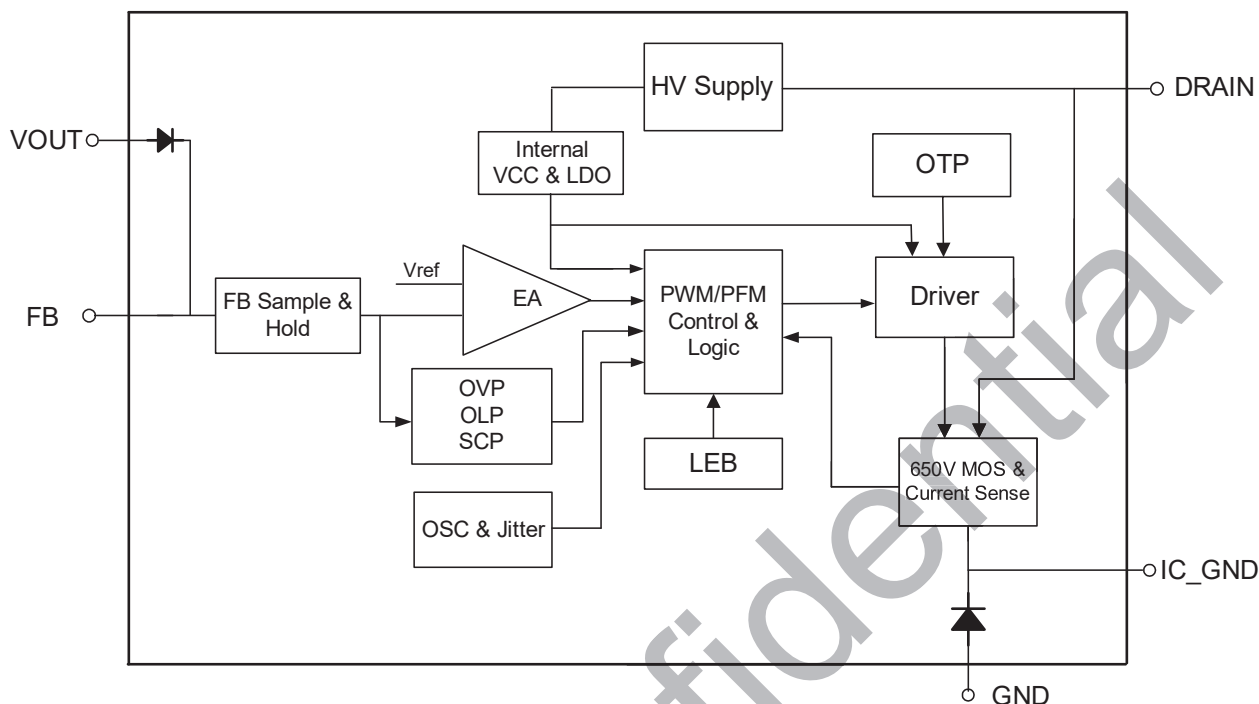 HV Supply
DRAIN
VOUT
Internal
VCC & LDO
OTP
Vref
EA
FB
FB Sample &
Hold
PWM/PFM
Control &
Logic
Driver
OVP
OLP
SCP
LEB
650V MOS &
Current Sense
OSC & Jitter
IC_GND
GND
fidential